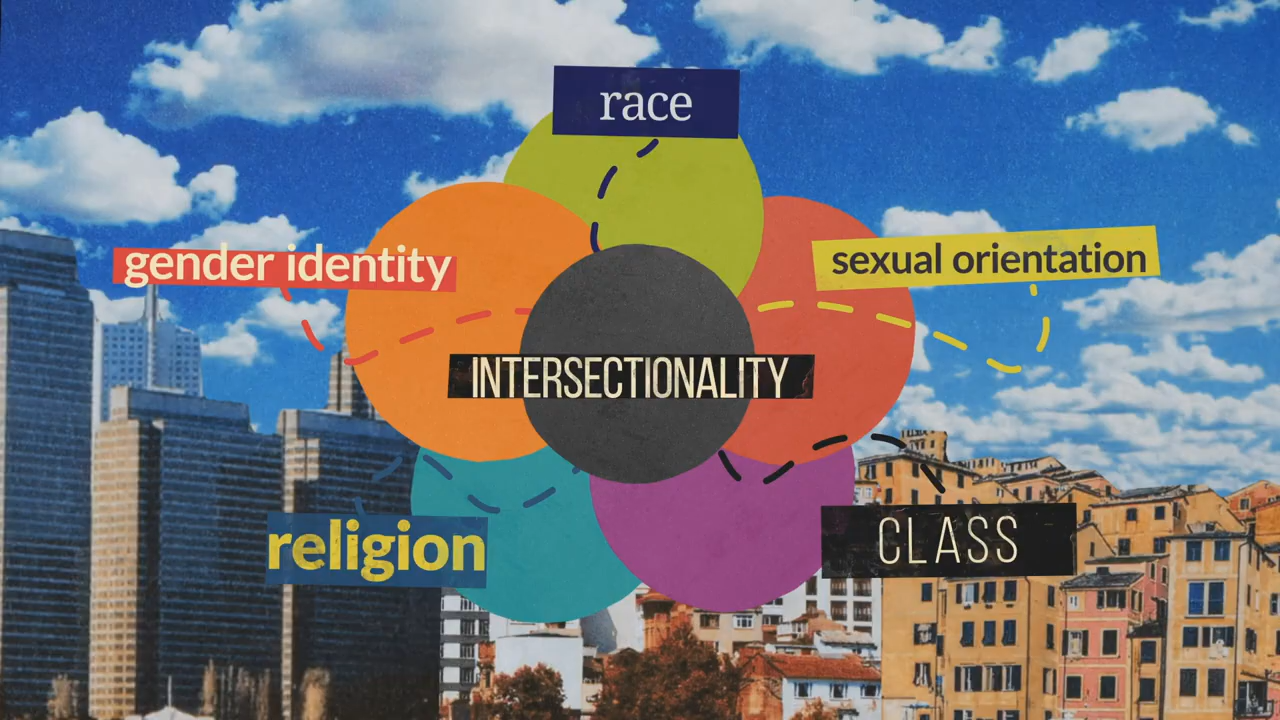 race
gender identity
sexual orientation
INTERSECTIONALITY
religion
CLASS